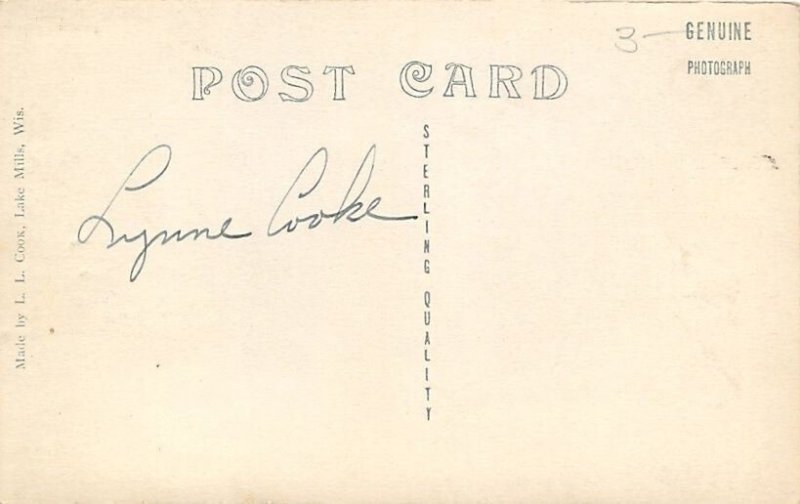 3—
GENUINE
PHOTOGRAPH
POST CARD
STERLING QUALITY
Lynne Cooke
Made by L. L. Cook, Lake Mills, Wis.